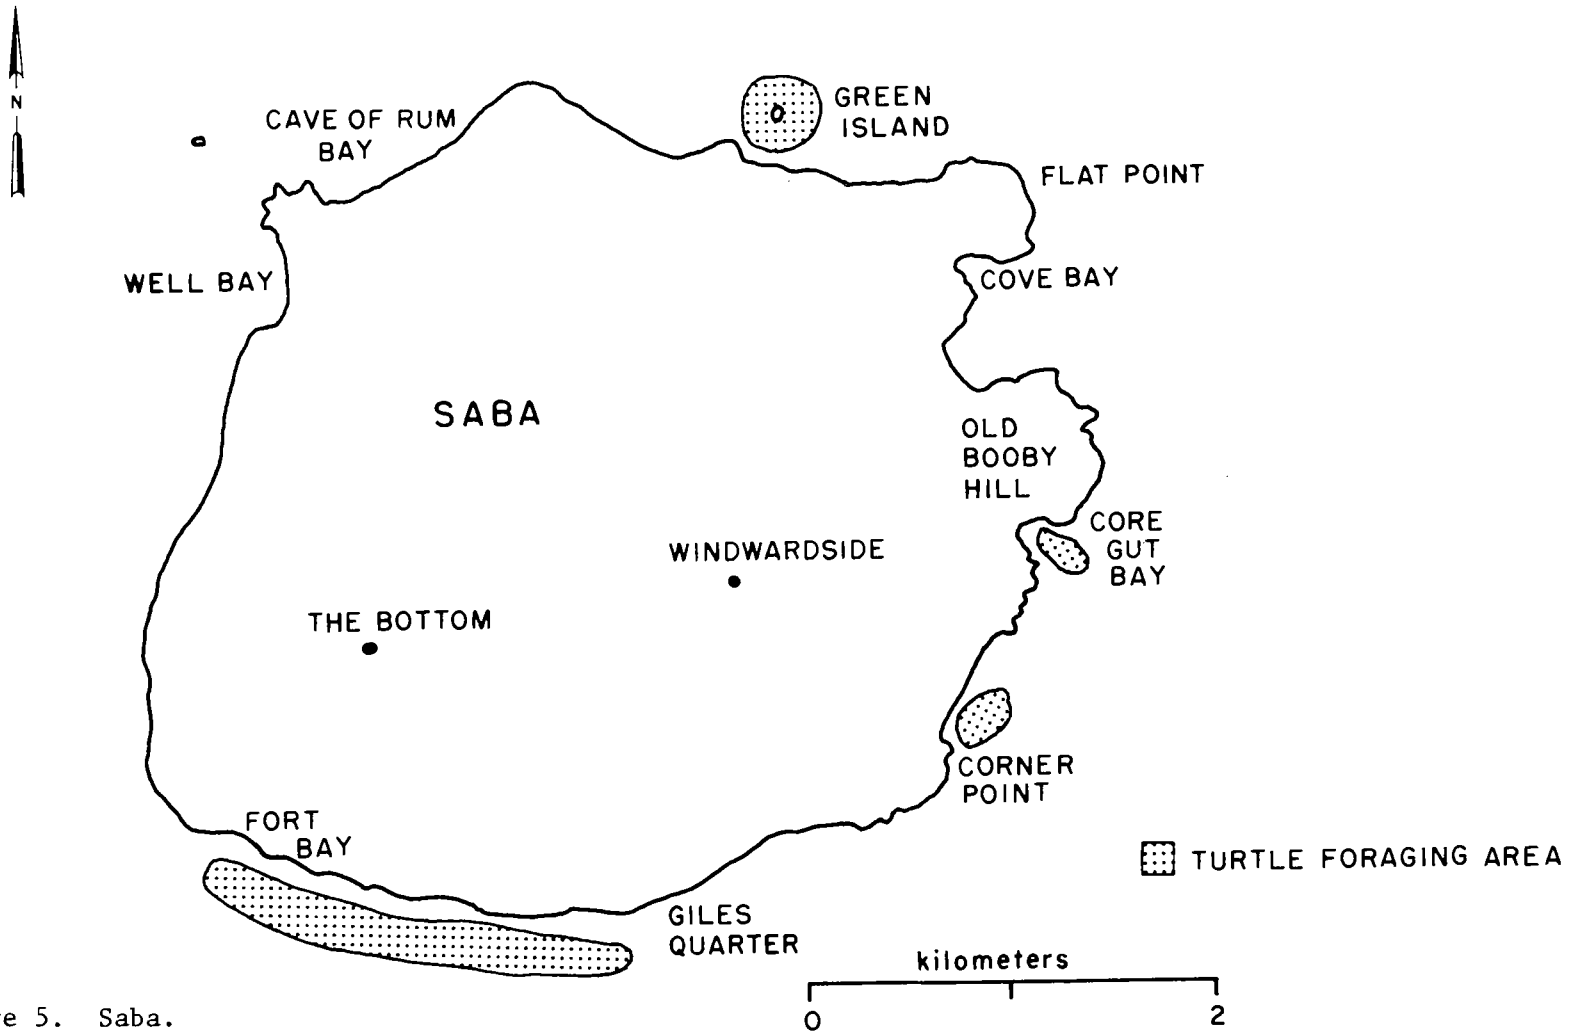 N
CAVE OF RUM
BAY
GREEN
ISLAND
FLAT POINT
WELL BAY
COVE BAY
SABA
OLD
BOOBY
HILL
CORE
GUT
BAY
WINDWARDSIDE
THE BOTTOM
CORNER
POINT
FORT
BAY
TURTLE FORAGING AREA
GILES
QUARTER
kilometers
0 2
e 5. Saba.